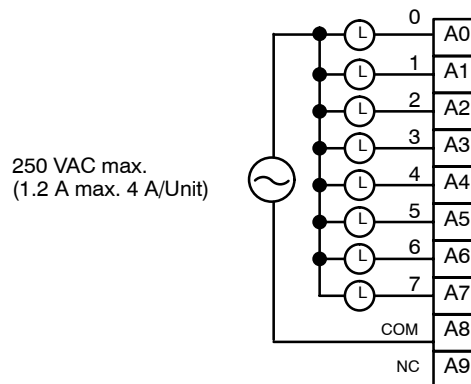 0 A0
L
1 A1
L
2 A2
L
3 A3
L
250 VAC max.
(1.2 A max. 4 A/Unit)
4 A4
L
5 A5
L
6 A6
L
7 A7
L
COM A8
NC A9